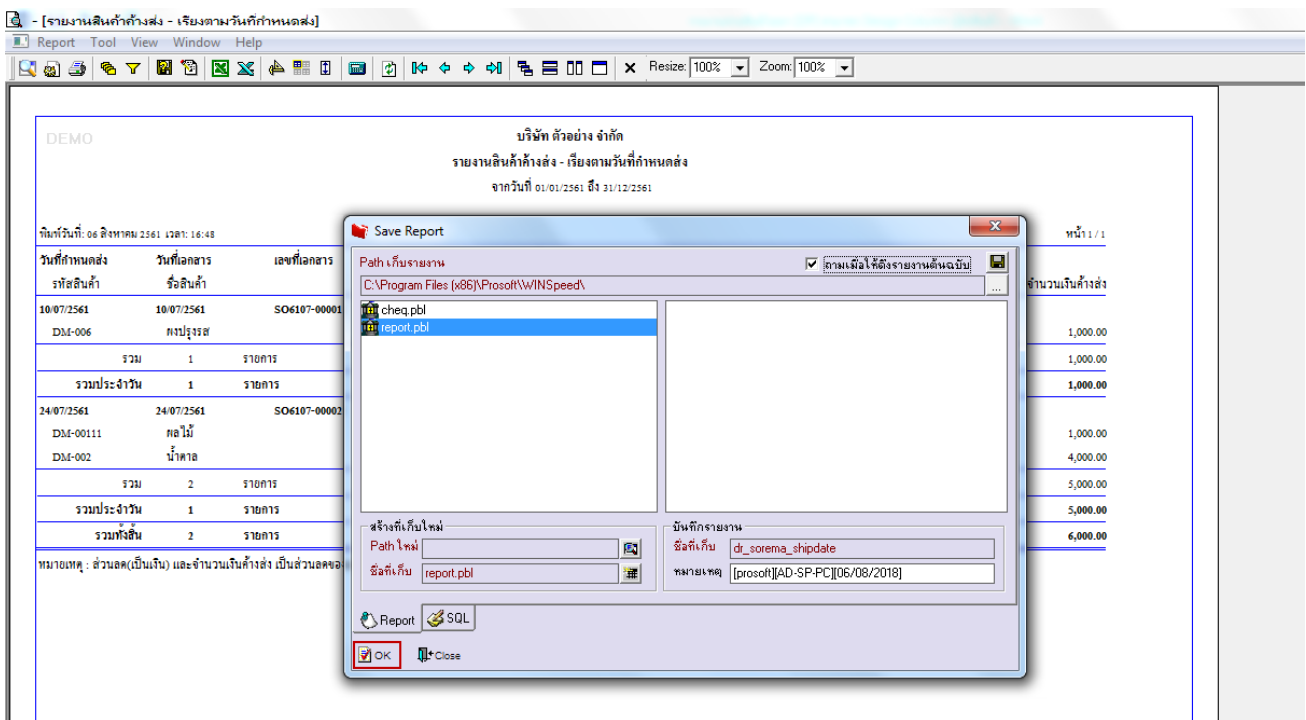 - [รายงานสินค้าค้างส่ง - เรียงตามวันที่กำหนดส่ง]
Report Tool View Window Help
Resize: 100% Zoom: 100%
DEMO
บริษัท ตัวอย่าง จำกัด
รายงานสินค้าค้างส่ง - เรียงตามวันที่กำหนดส่ง
จากวันที่ 01/01/2561 ถึง 31/12/2561
พิมพ์วันที่: 06 สิงหาคม 2561 เวลา: 16:48 หน้า 1 / 1
วันที่กำหนดส่ง วันที่เอกสาร เลขที่เอกสาร
รหัสสินค้า ชื่อสินค้า จำนวนเงินค้างส่ง
10/07/2561 10/07/2561 SO6107-00001
DM-006 ผงปรุงรส 1,000.00
รวม 1 รายการ 1,000.00
รวมประจำวัน 1 รายการ 1,000.00
24/07/2561 24/07/2561 SO6107-00002
DM-00111 ผลไม้ 1,000.00
DM-002 น้ำตาล 4,000.00
รวม 2 รายการ 5,000.00
รวมประจำวัน 1 รายการ 5,000.00
รวมทั้งสิ้น 2 รายการ 6,000.00
หมายเหตุ : ส่วนลด(เป็นเงิน) และจำนวนเงินค้างส่ง เป็นส่วนลดของ
Save Report
Path เก็บรายงาน ถามเมื่อให้ดึงรายงานต้นฉบับ
C:\Program Files (x86)\Prosoft\WINSpeed\ ...
cheq.pbl
report.pbl
สร้างที่เก็บใหม่
Path ใหม่
ชื่อที่เก็บ report.pbl
บันทึกรายงาน
ชื่อที่เก็บ dr_sorema_shipdate
หมายเหตุ [prosoft][AD-SP-PC][06/08/2018]
Report SQL
OK Close